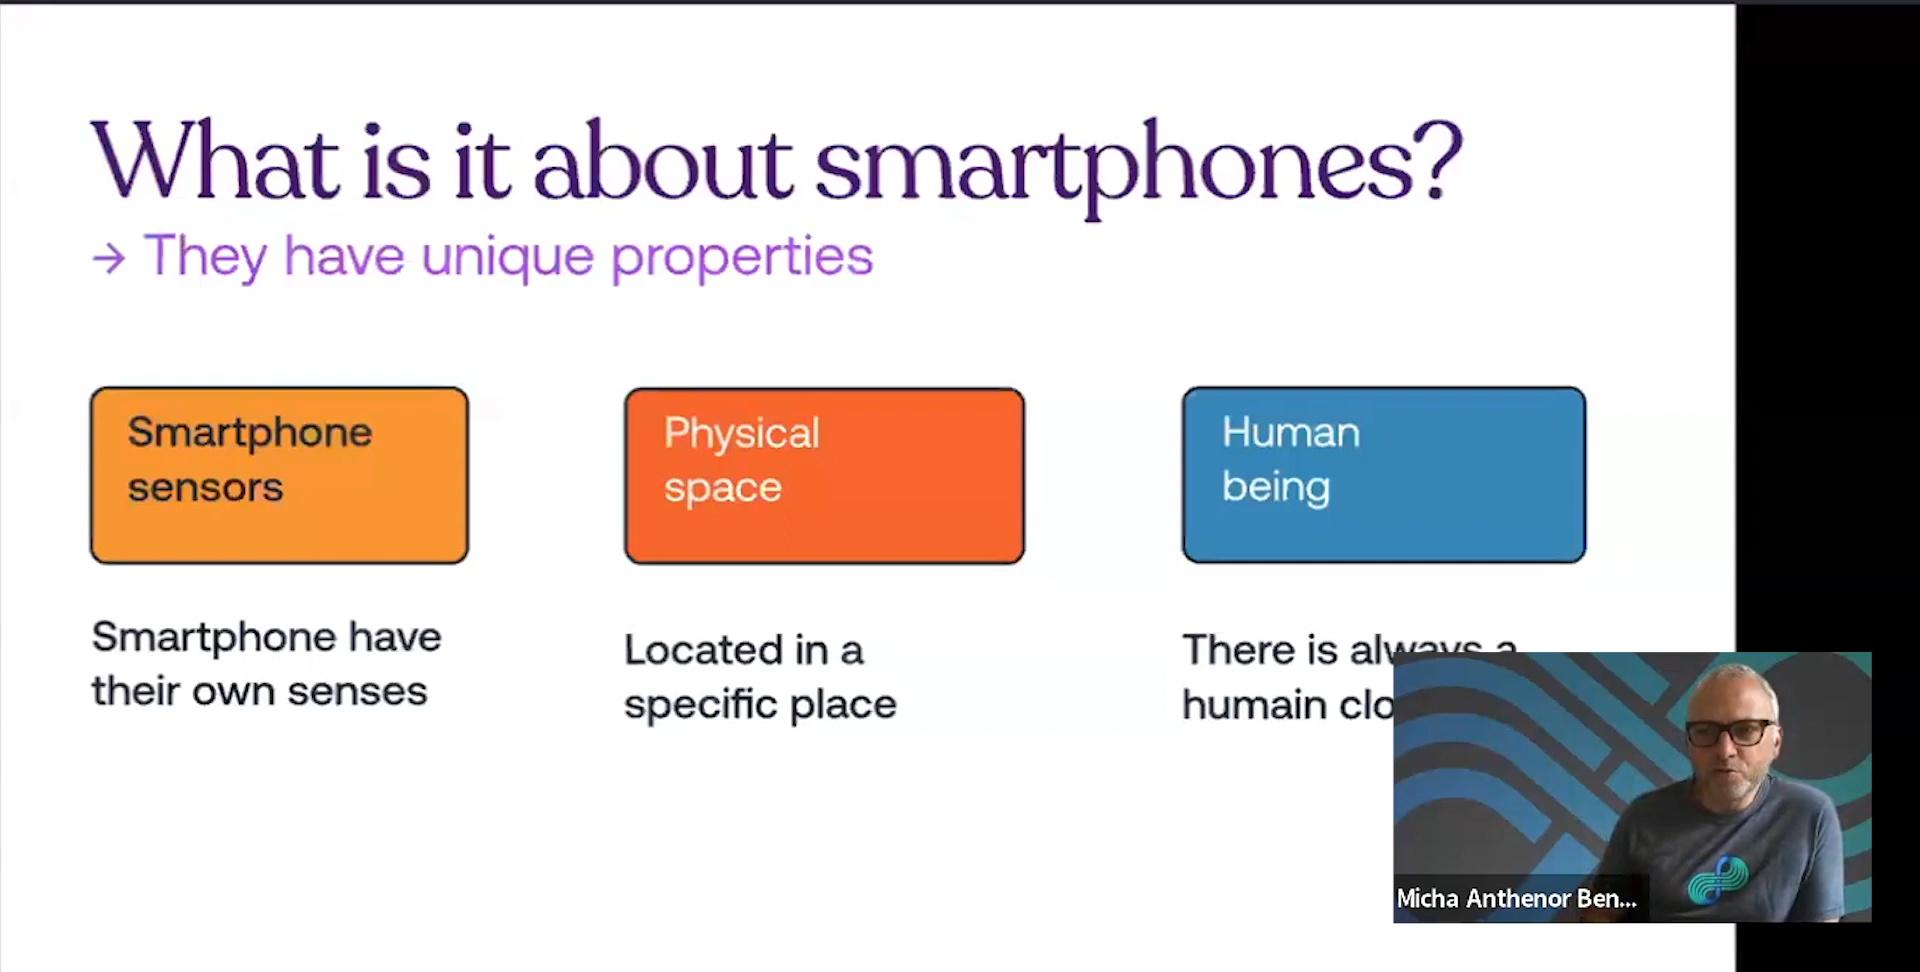 What is it about smartphones?
→ They have unique properties
Smartphone
sensors
Physical
space
Human
being
Smartphone have
their own senses
Located in a
specific place
There is always a
humain clo
Micha Anthenor Ben...